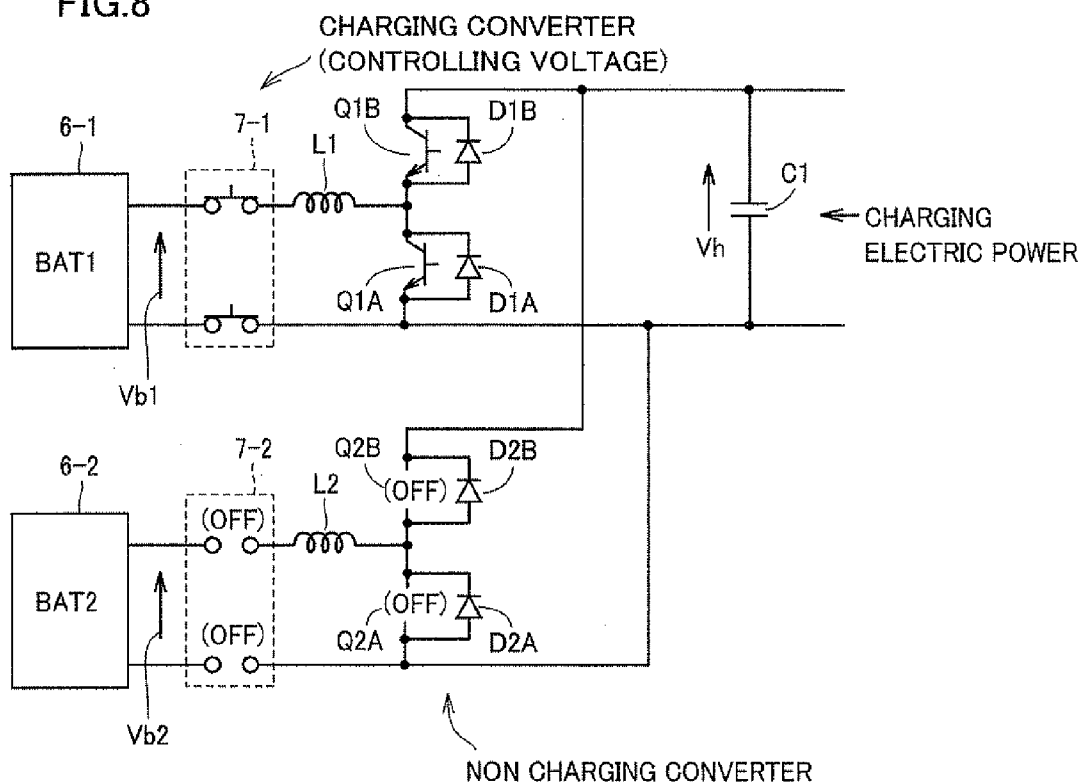 FIG.8
CHARGING CONVERTER
(CONTROLLING VOLTAGE)
6-1
7-1
L1
Q1B
D1B
BAT1
Vb1
Q1A
D1A
Vh
C1
CHARGING
ELECTRIC POWER
6-2
7-2
L2
Q2B
(OFF)
D2B
(OFF)
BAT2
(OFF)
Vb2
(OFF)
Q2A
D2A
NON CHARGING CONVERTER